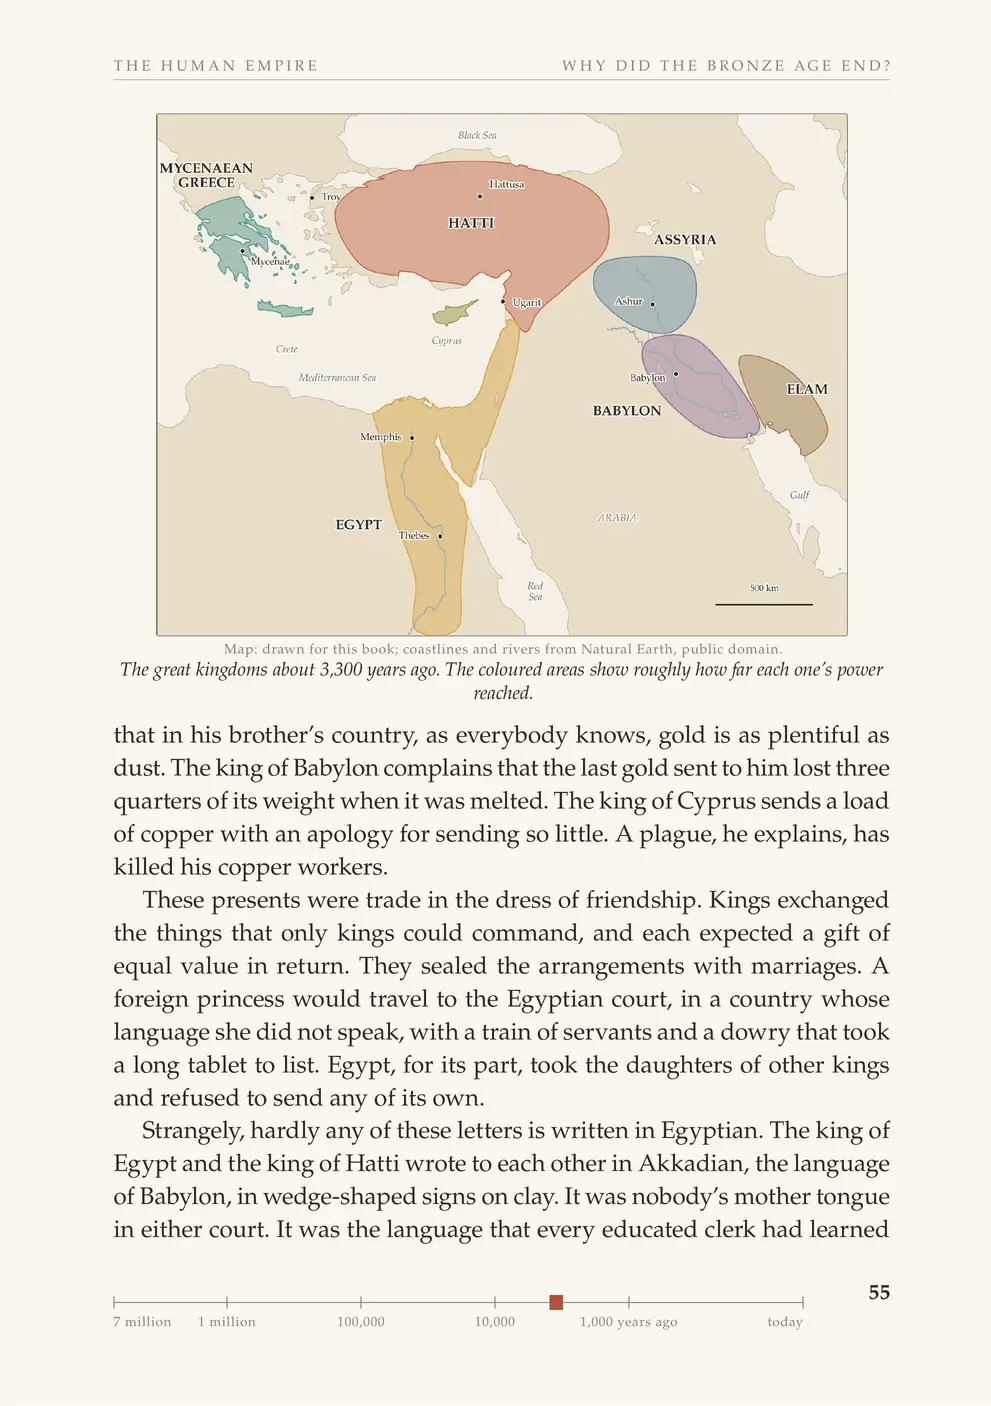 THE HUMAN EMPIRE
WHY DID THE BRONZE AGE END?
Black Sea
MYCENAEAN
GREECE
Troy
Hattusa
HATTI
ASSYRIA
Mycenae
Ugarit
Ashur
Crete
Cyprus
Mediterranean Sea
Babylon
ELAM
BABYLON
Memphis
Gulf
EGYPT
ARABIA
Thebes
Red
Sea
500 km
Map: drawn for this book; coastlines and rivers from Natural Earth, public domain.
The great kingdoms about 3,300 years ago. The coloured areas show roughly how far each one’s power
reached.
that in his brother’s country, as everybody knows, gold is as plentiful as
dust. The king of Babylon complains that the last gold sent to him lost three
quarters of its weight when it was melted. The king of Cyprus sends a load
of copper with an apology for sending so little. A plague, he explains, has
killed his copper workers.
These presents were trade in the dress of friendship. Kings exchanged
the things that only kings could command, and each expected a gift of
equal value in return. They sealed the arrangements with marriages. A
foreign princess would travel to the Egyptian court, in a country whose
language she did not speak, with a train of servants and a dowry that took
a long tablet to list. Egypt, for its part, took the daughters of other kings
and refused to send any of its own.
Strangely, hardly any of these letters is written in Egyptian. The king of
Egypt and the king of Hatti wrote to each other in Akkadian, the language
of Babylon, in wedge-shaped signs on clay. It was nobody’s mother tongue
in either court. It was the language that every educated clerk had learned
55
7 million
1 million
100,000
10,000
1,000 years ago
today